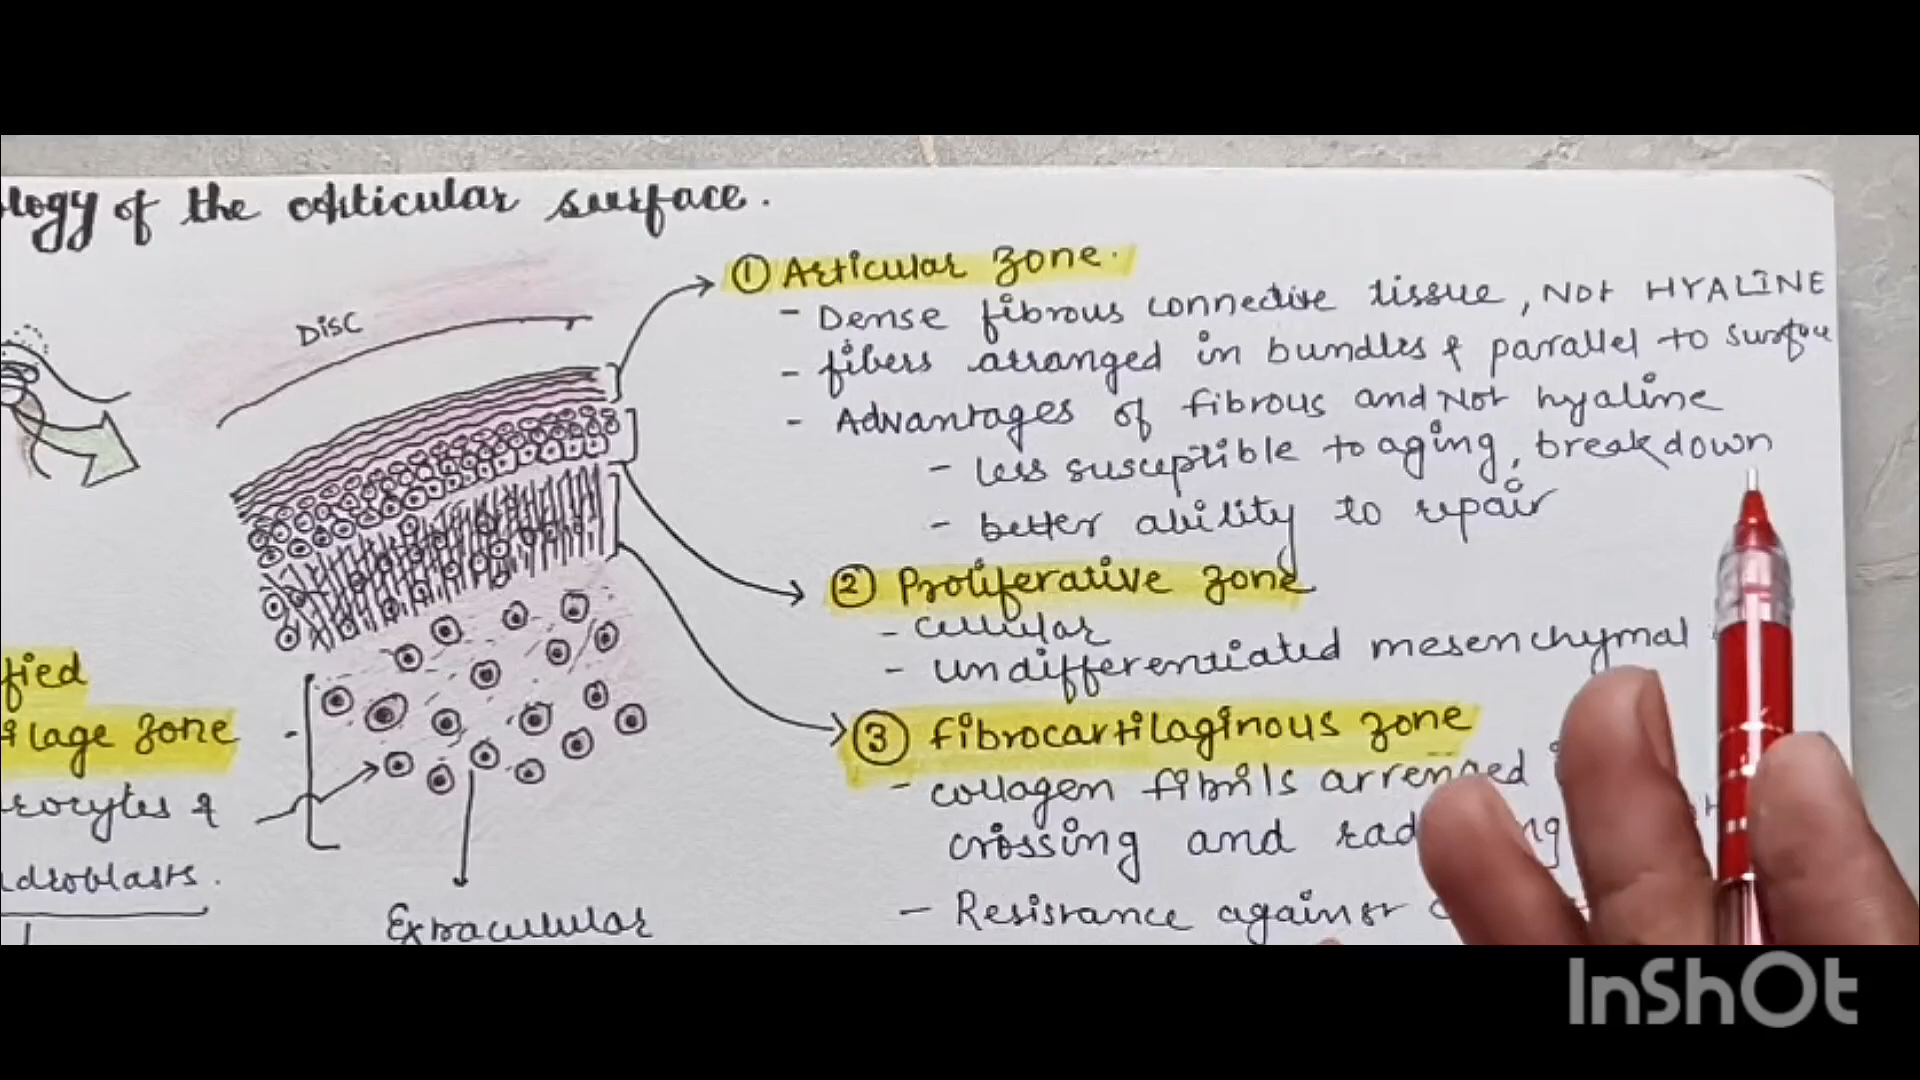 ology of the articular surface.
Disc
① Articular zone.
- Dense fibrous connective tissue, NOT HYALINE
- fibers arranged in bundles & parallel to surface
- Advantages of fibrous and Not hyaline
- less susceptible to aging, breakdown
- better ability to repair
② Proliferative zone
- cellular
- undifferentiated mesenchymal
③ fibrocartilaginous zone
- collagen fibrils arrenged
crossing and
- Resistance against
fied
ilage zone
rocytes &
ndroblasts.
Extracellular
InShOt